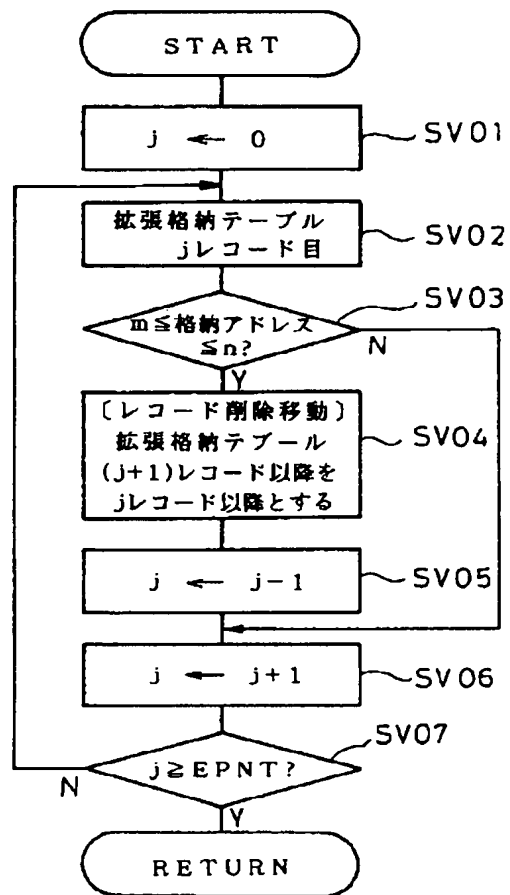 START
j ← 0
SV01
拡張格納テーブル
jレコード目
SV02
SV03
m≦格納アドレス
≦n?
N
Y
〔レコード削除移動〕
拡張格納テブール
(j+1)レコード以降を
jレコード以降とする
SV04
j ← j-1
SV05
j ← j+1
SV06
SV07
j≧EPNT?
N
Y
RETURN